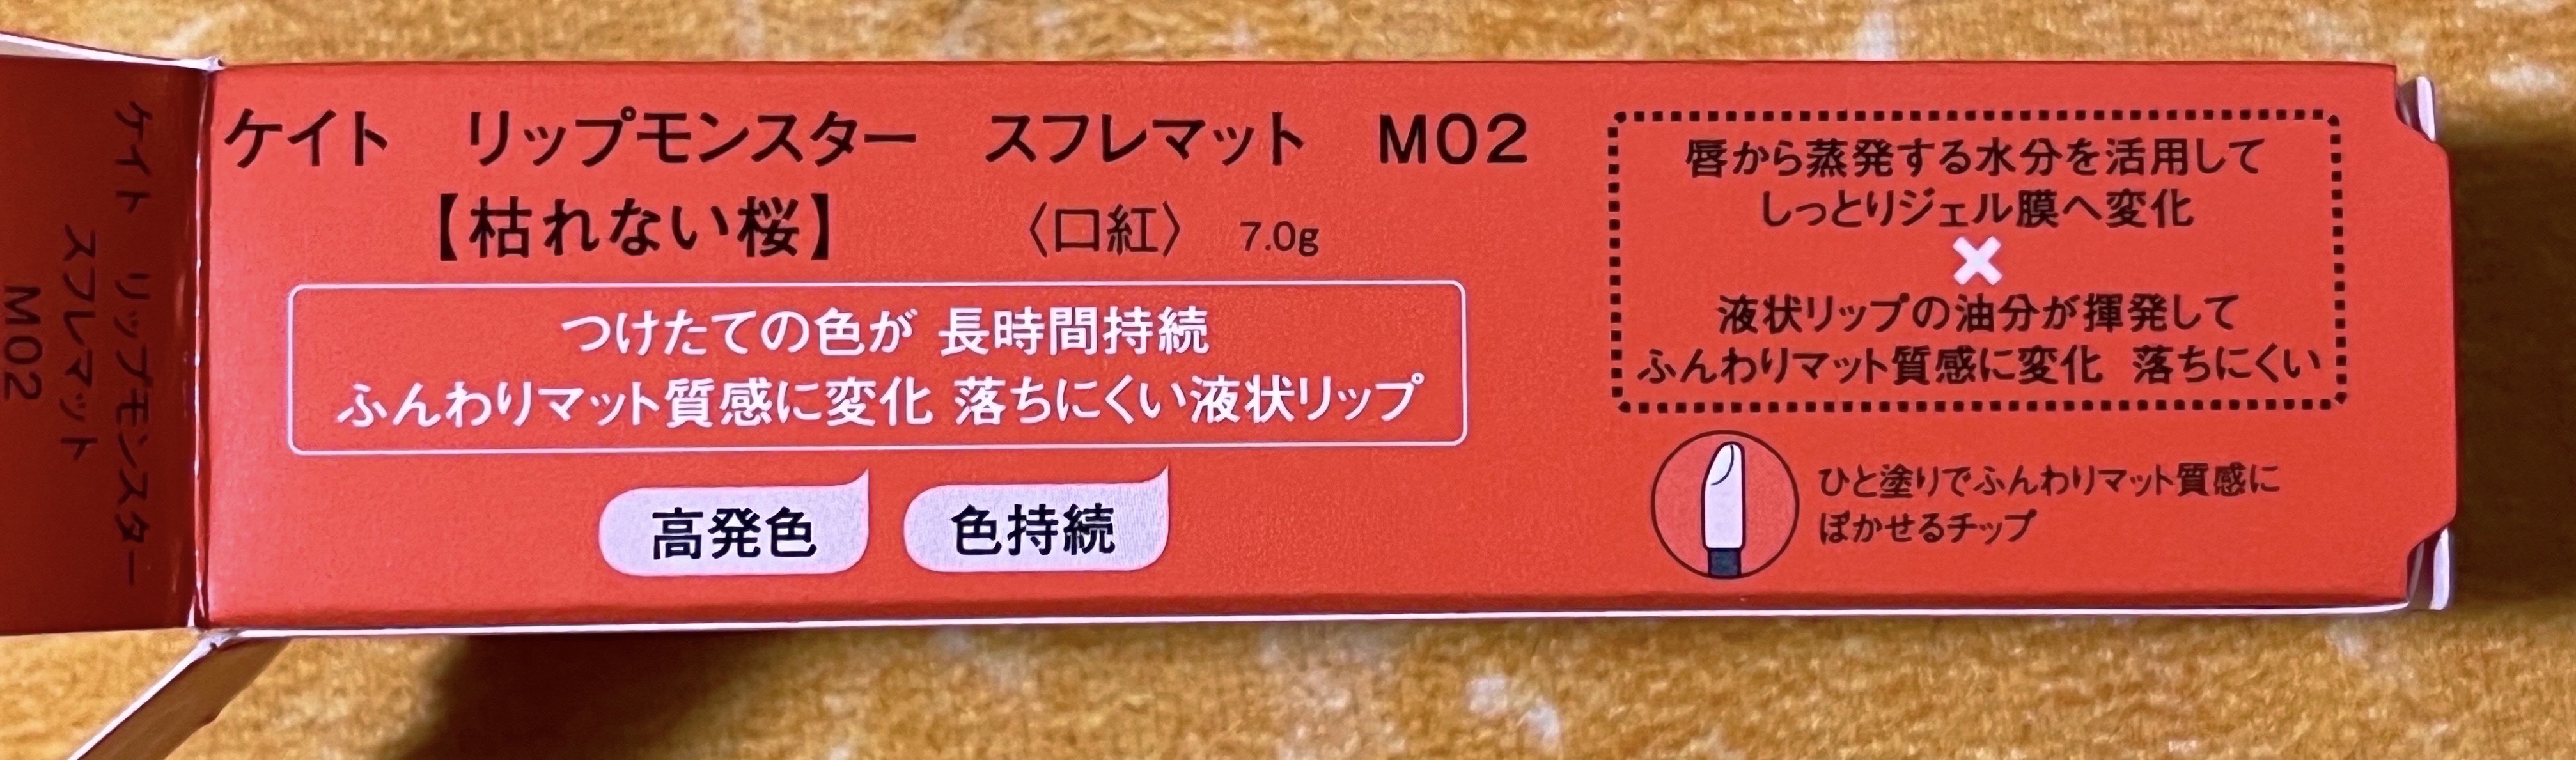 ケイト リップモンスター
スフレマット
M02
ケイト リップモンスター スフレマット M02
【枯れない桜】 〈口紅〉 7.0g
つけたての色が 長時間持続
ふんわりマット質感に変化 落ちにくい液状リップ
高発色 色持続
唇から蒸発する水分を活用して
しっとりジェル膜へ変化
×
液状リップの油分が揮発して
ふんわりマット質感に変化 落ちにくい
ひと塗りでふんわりマット質感に
ぼかせるチップ